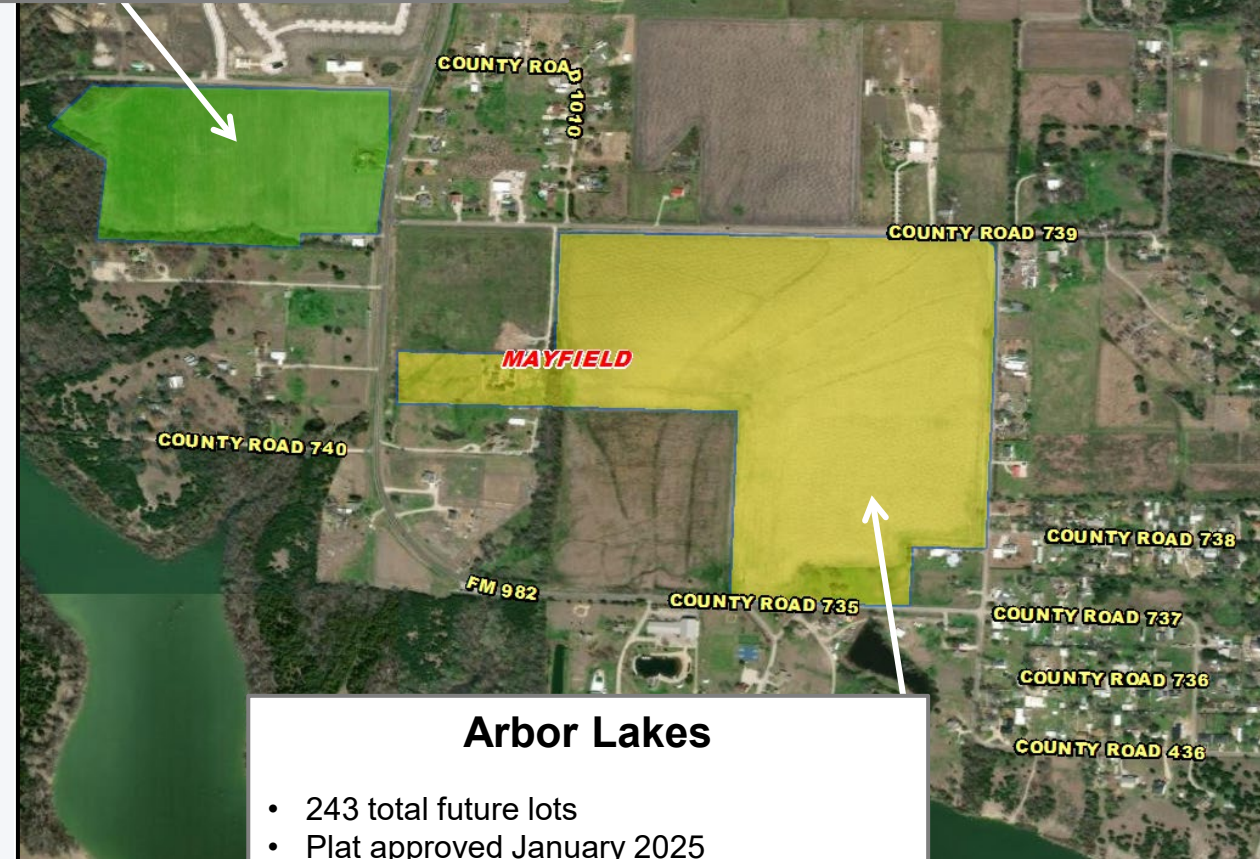 COUNTY ROAD 1010
COUNTY ROAD 739
MAYFIELD
COUNTY ROAD 740
COUNTY ROAD 738
FM 982
COUNTY ROAD 735
COUNTY ROAD 737
COUNTY ROAD 736
COUNTY ROAD 436
Arbor Lakes
• 243 total future lots
• Plat approved January 2025